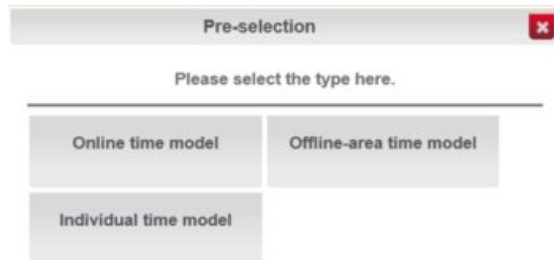 Pre-selection
Please select the type here.
Online time model
Offline-area time model
Individual time model